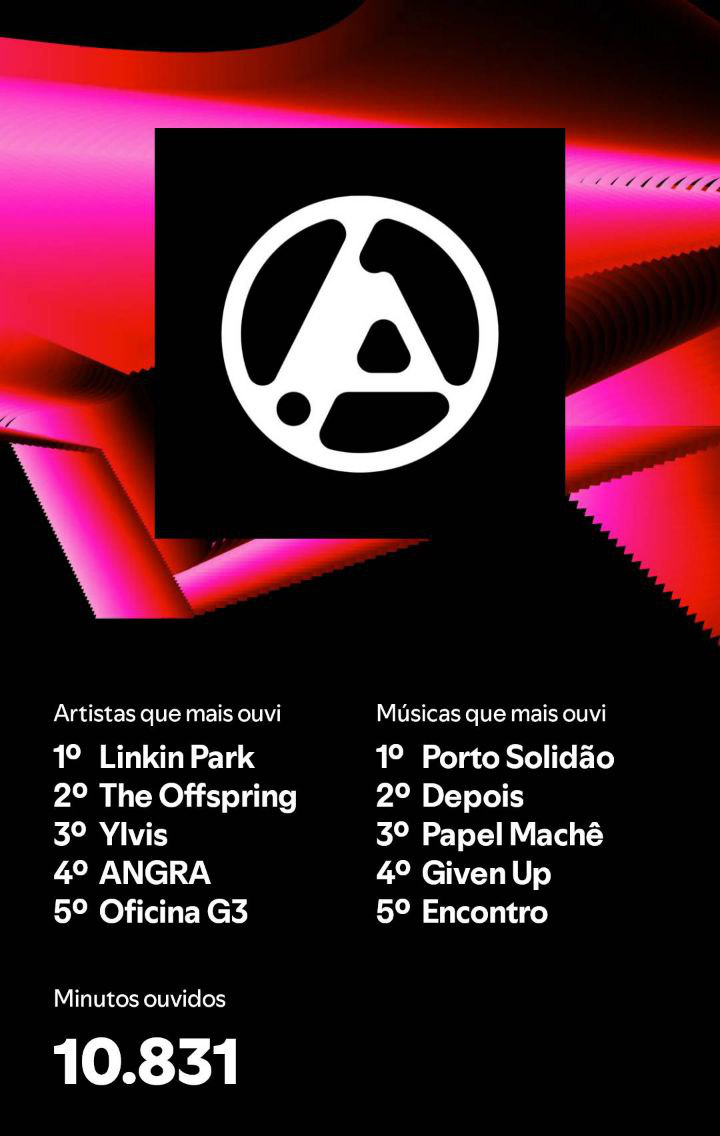 Artistas que mais ouvi
1º Linkin Park
2º The Offspring
3º Ylvis
4º ANGRA
5º Oficina G3
Músicas que mais ouvi
1º Porto Solidão
2º Depois
3º Papel Machê
4º Given Up
5º Encontro
Minutos ouvidos
10.831